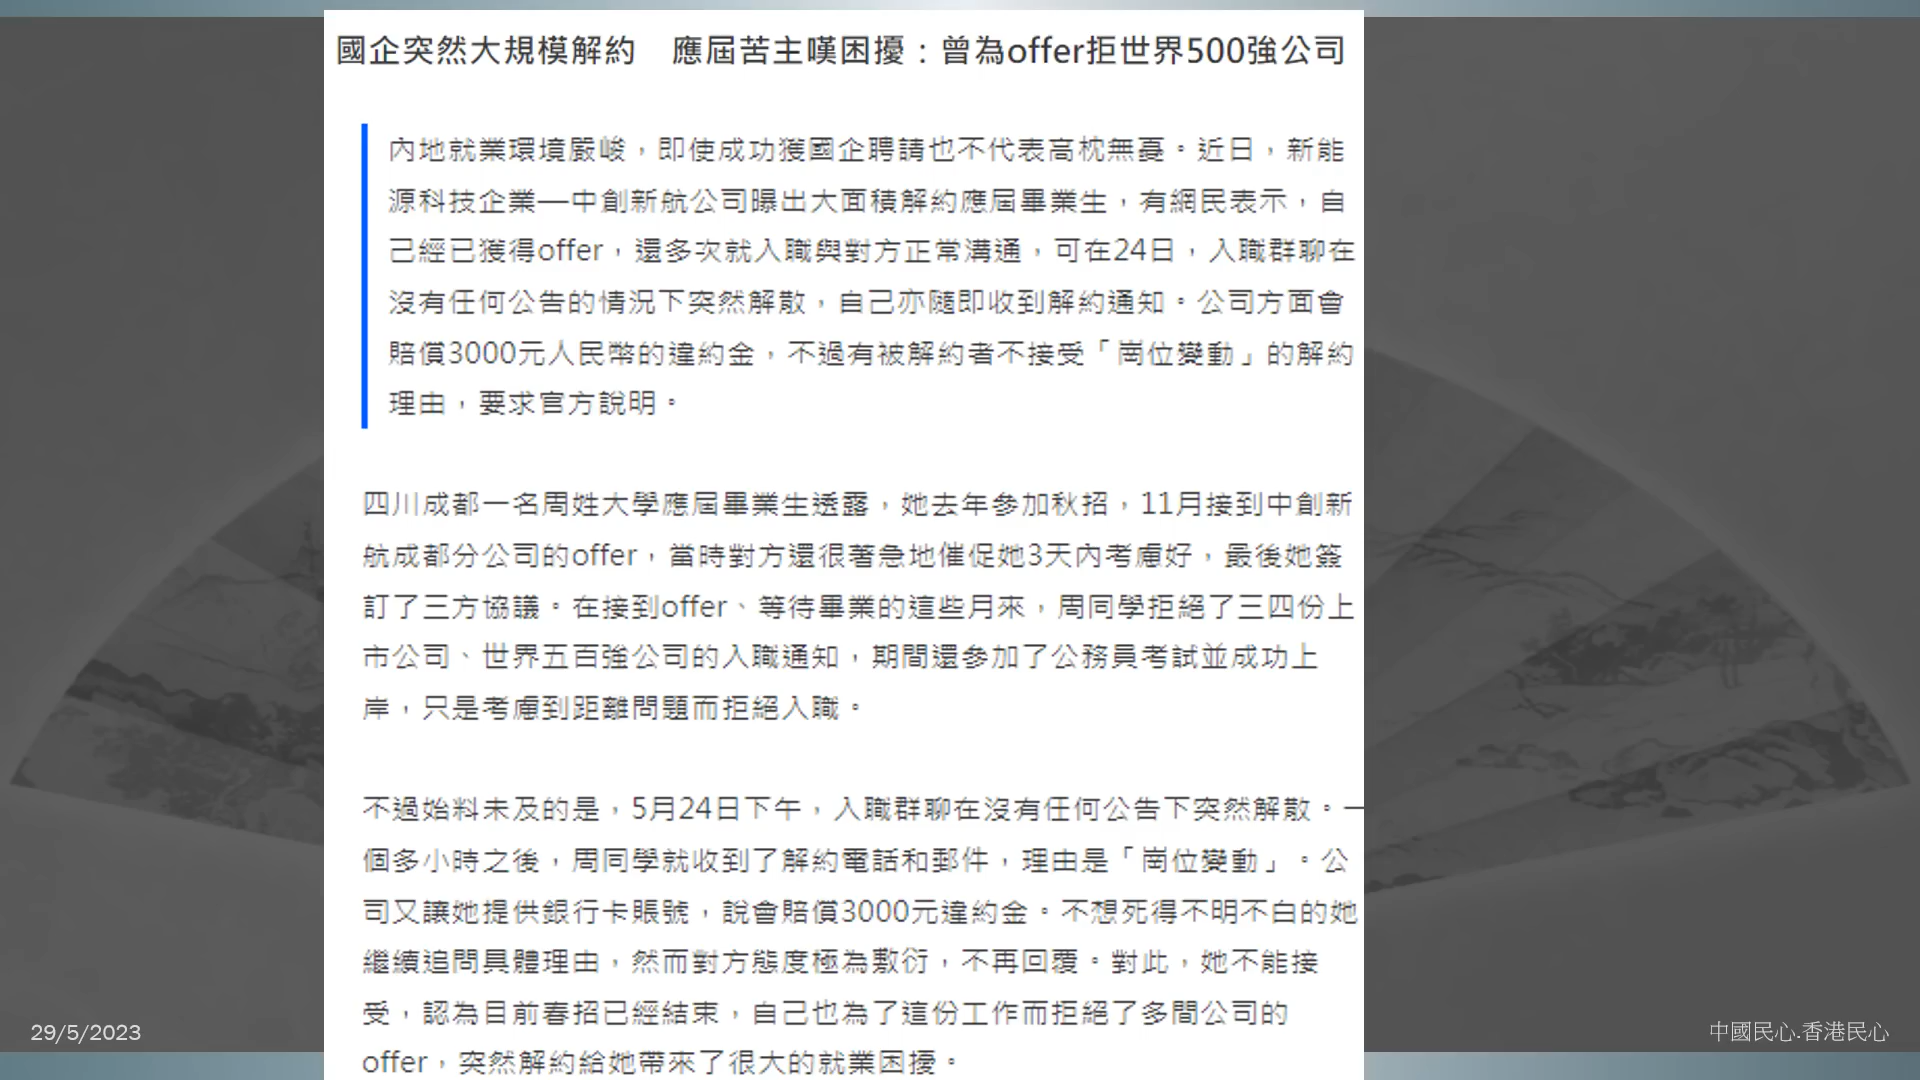 國企突然大規模解約　應屆苦主嘆困擾：曾為offer拒世界500強公司
內地就業環境嚴峻，即使成功獲國企聘請也不代表高枕無憂。近日，新能
源科技企業—中創新航公司曝出大面積解約應屆畢業生，有網民表示，自
己經已獲得offer，還多次就入職與對方正常溝通，可在24日，入職群聊在
沒有任何公告的情況下突然解散，自己亦隨即收到解約通知。公司方面會
賠償3000元人民幣的違約金，不過有被解約者不接受「崗位變動」的解約
理由，要求官方說明。
四川成都一名周姓大學應屆畢業生透露，她去年參加秋招，11月接到中創新
航成都分公司的offer，當時對方還很著急地催促她3天內考慮好，最後她簽
訂了三方協議。在接到offer、等待畢業的這些月來，周同學拒絕了三四份上
市公司、世界五百強公司的入職通知，期間還參加了公務員考試並成功上
岸，只是考慮到距離問題而拒絕入職。
不過始料未及的是，5月24日下午，入職群聊在沒有任何公告下突然解散。一
個多小時之後，周同學就收到了解約電話和郵件，理由是「崗位變動」。公
司又讓她提供銀行卡賬號，說會賠償3000元違約金。不想死得不明不白的她
繼續追問具體理由，然而對方態度極為敷衍，不再回覆。對此，她不能接
受，認為目前春招已經結束，自己也為了這份工作而拒絕了多間公司的
offer，突然解約給她帶來了很大的就業困擾。
29/5/2023
中國民心.香港民心